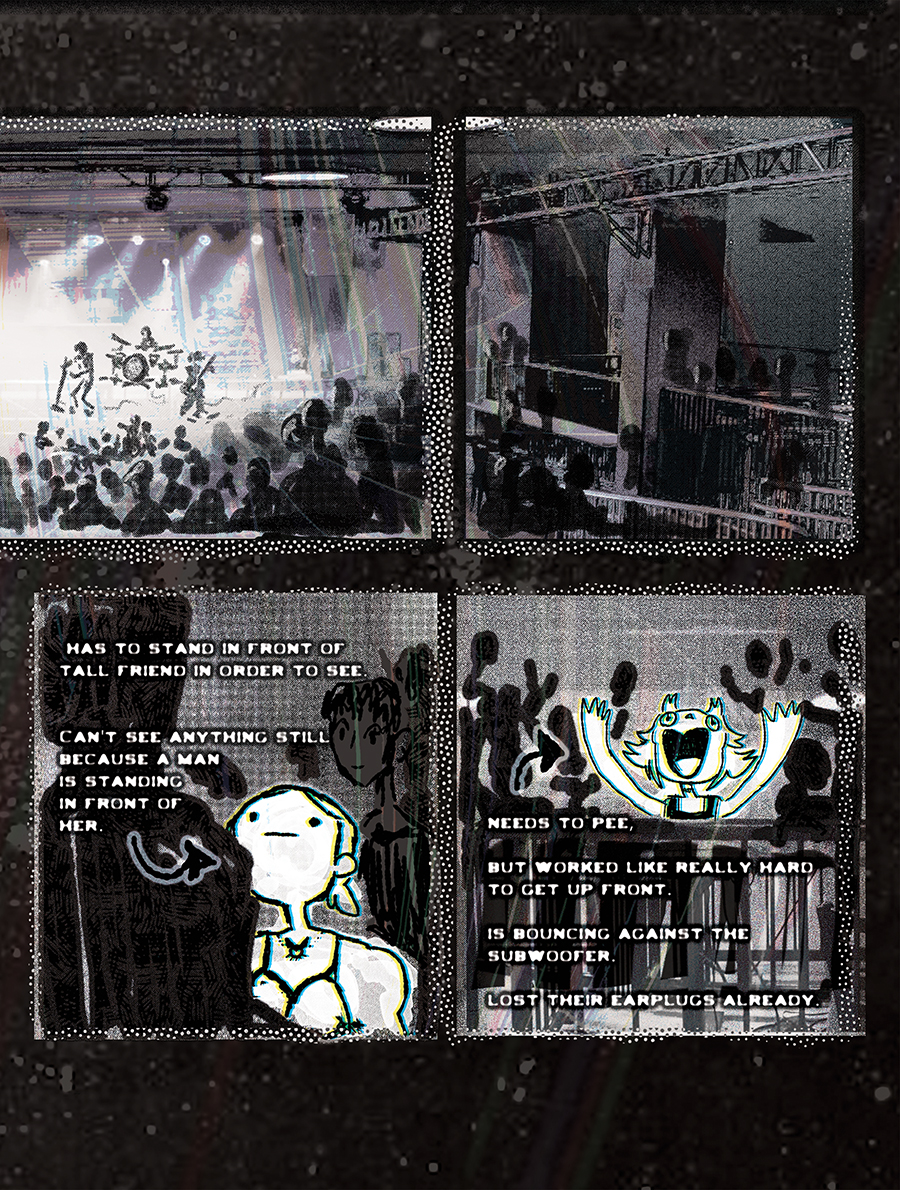 HAS TO STAND IN FRONT OF
TALL FRIEND IN ORDER TO SEE.
CAN'T SEE ANYTHING STILL
BECAUSE A MAN
IS STANDING
IN FRONT OF
HER.
NEEDS TO PEE,
BUT WORKED LIKE REALLY HARD
TO GET UP FRONT.
IS BOUNCING AGAINST THE
SUBWOOFER.
LOST THEIR EARPLUGS ALREADY.